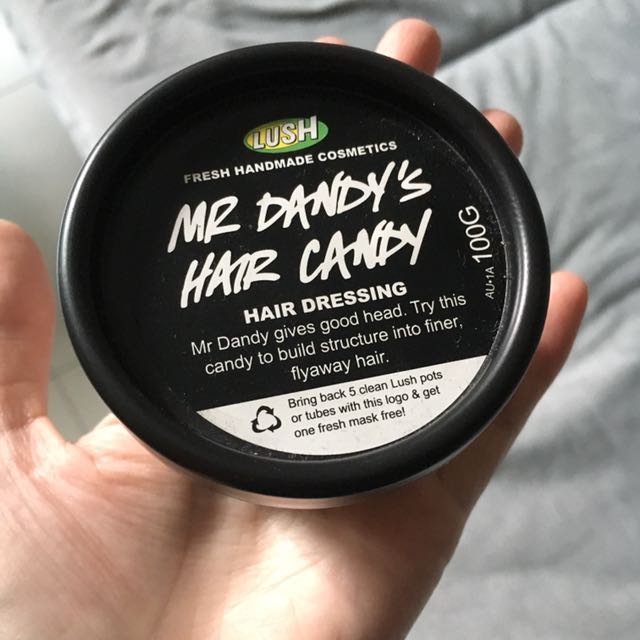 LUSH
FRESH HANDMADE COSMETICS
MR DANDY'S
HAIR CANDY
HAIR DRESSING
Mr Dandy gives good head. Try this
candy to build structure into finer,
flyaway hair.
AU-1A 100G
Bring back 5 clean Lush pots
or tubes with this logo & get
one fresh mask free!